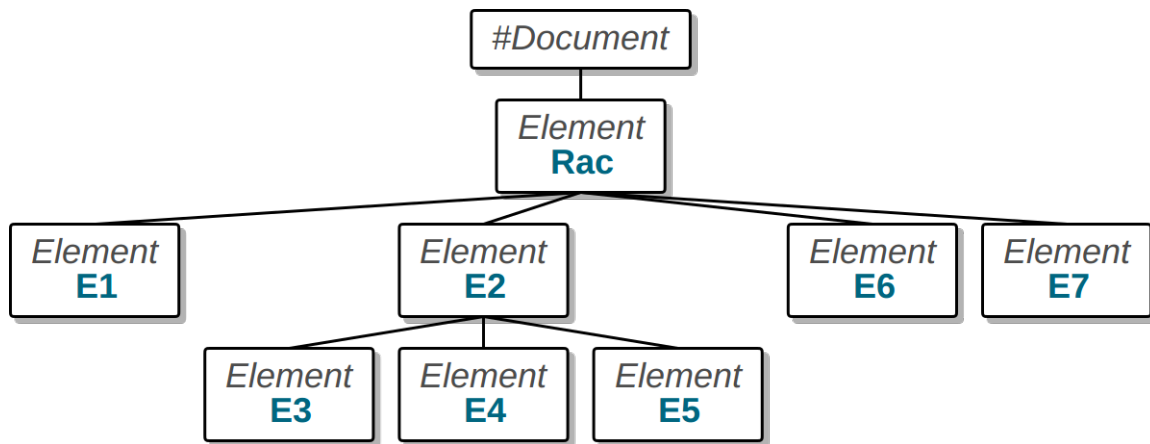 #Document
Element
Rac
Element
E1
Element
E2
Element
E6
Element
E7
Element
E3
Element
E4
Element
E5